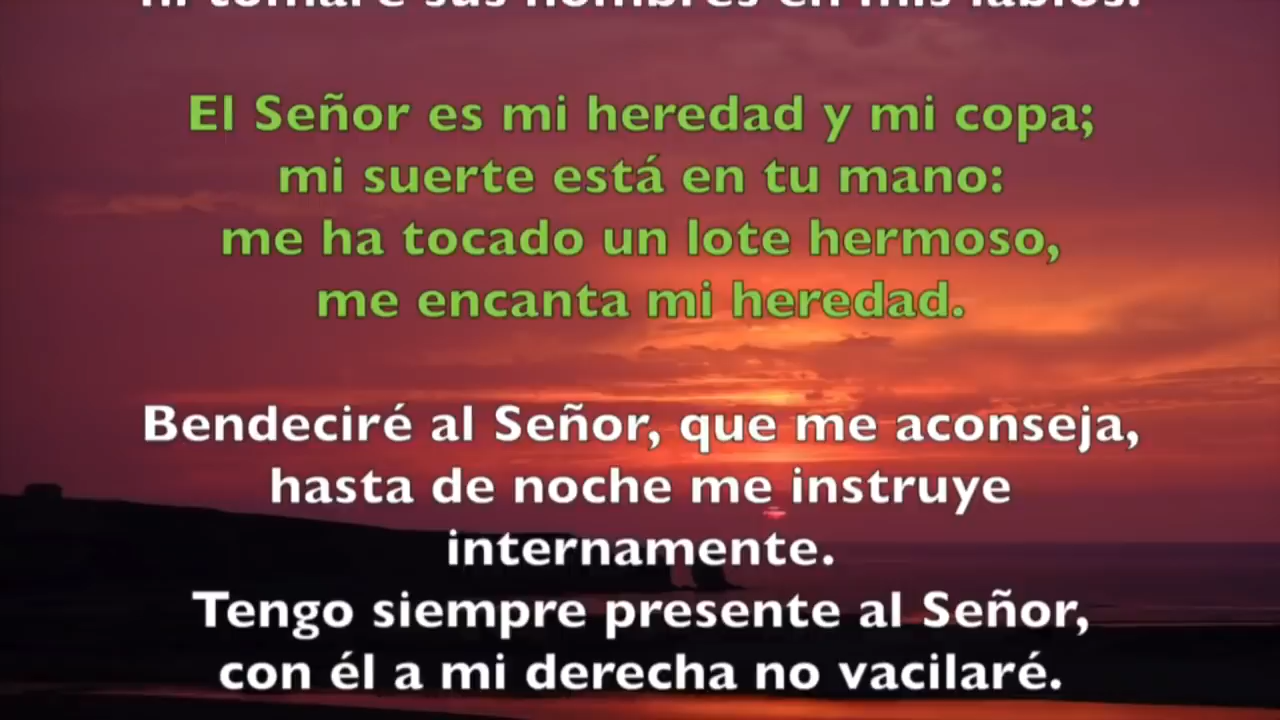 ni tomaré sus nombres en mis labios.
El Señor es mi heredad y mi copa;
mi suerte está en tu mano:
me ha tocado un lote hermoso,
me encanta mi heredad.
Bendeciré al Señor, que me aconseja,
hasta de noche me instruye
internamente.
Tengo siempre presente al Señor,
con él a mi derecha no vacilaré.